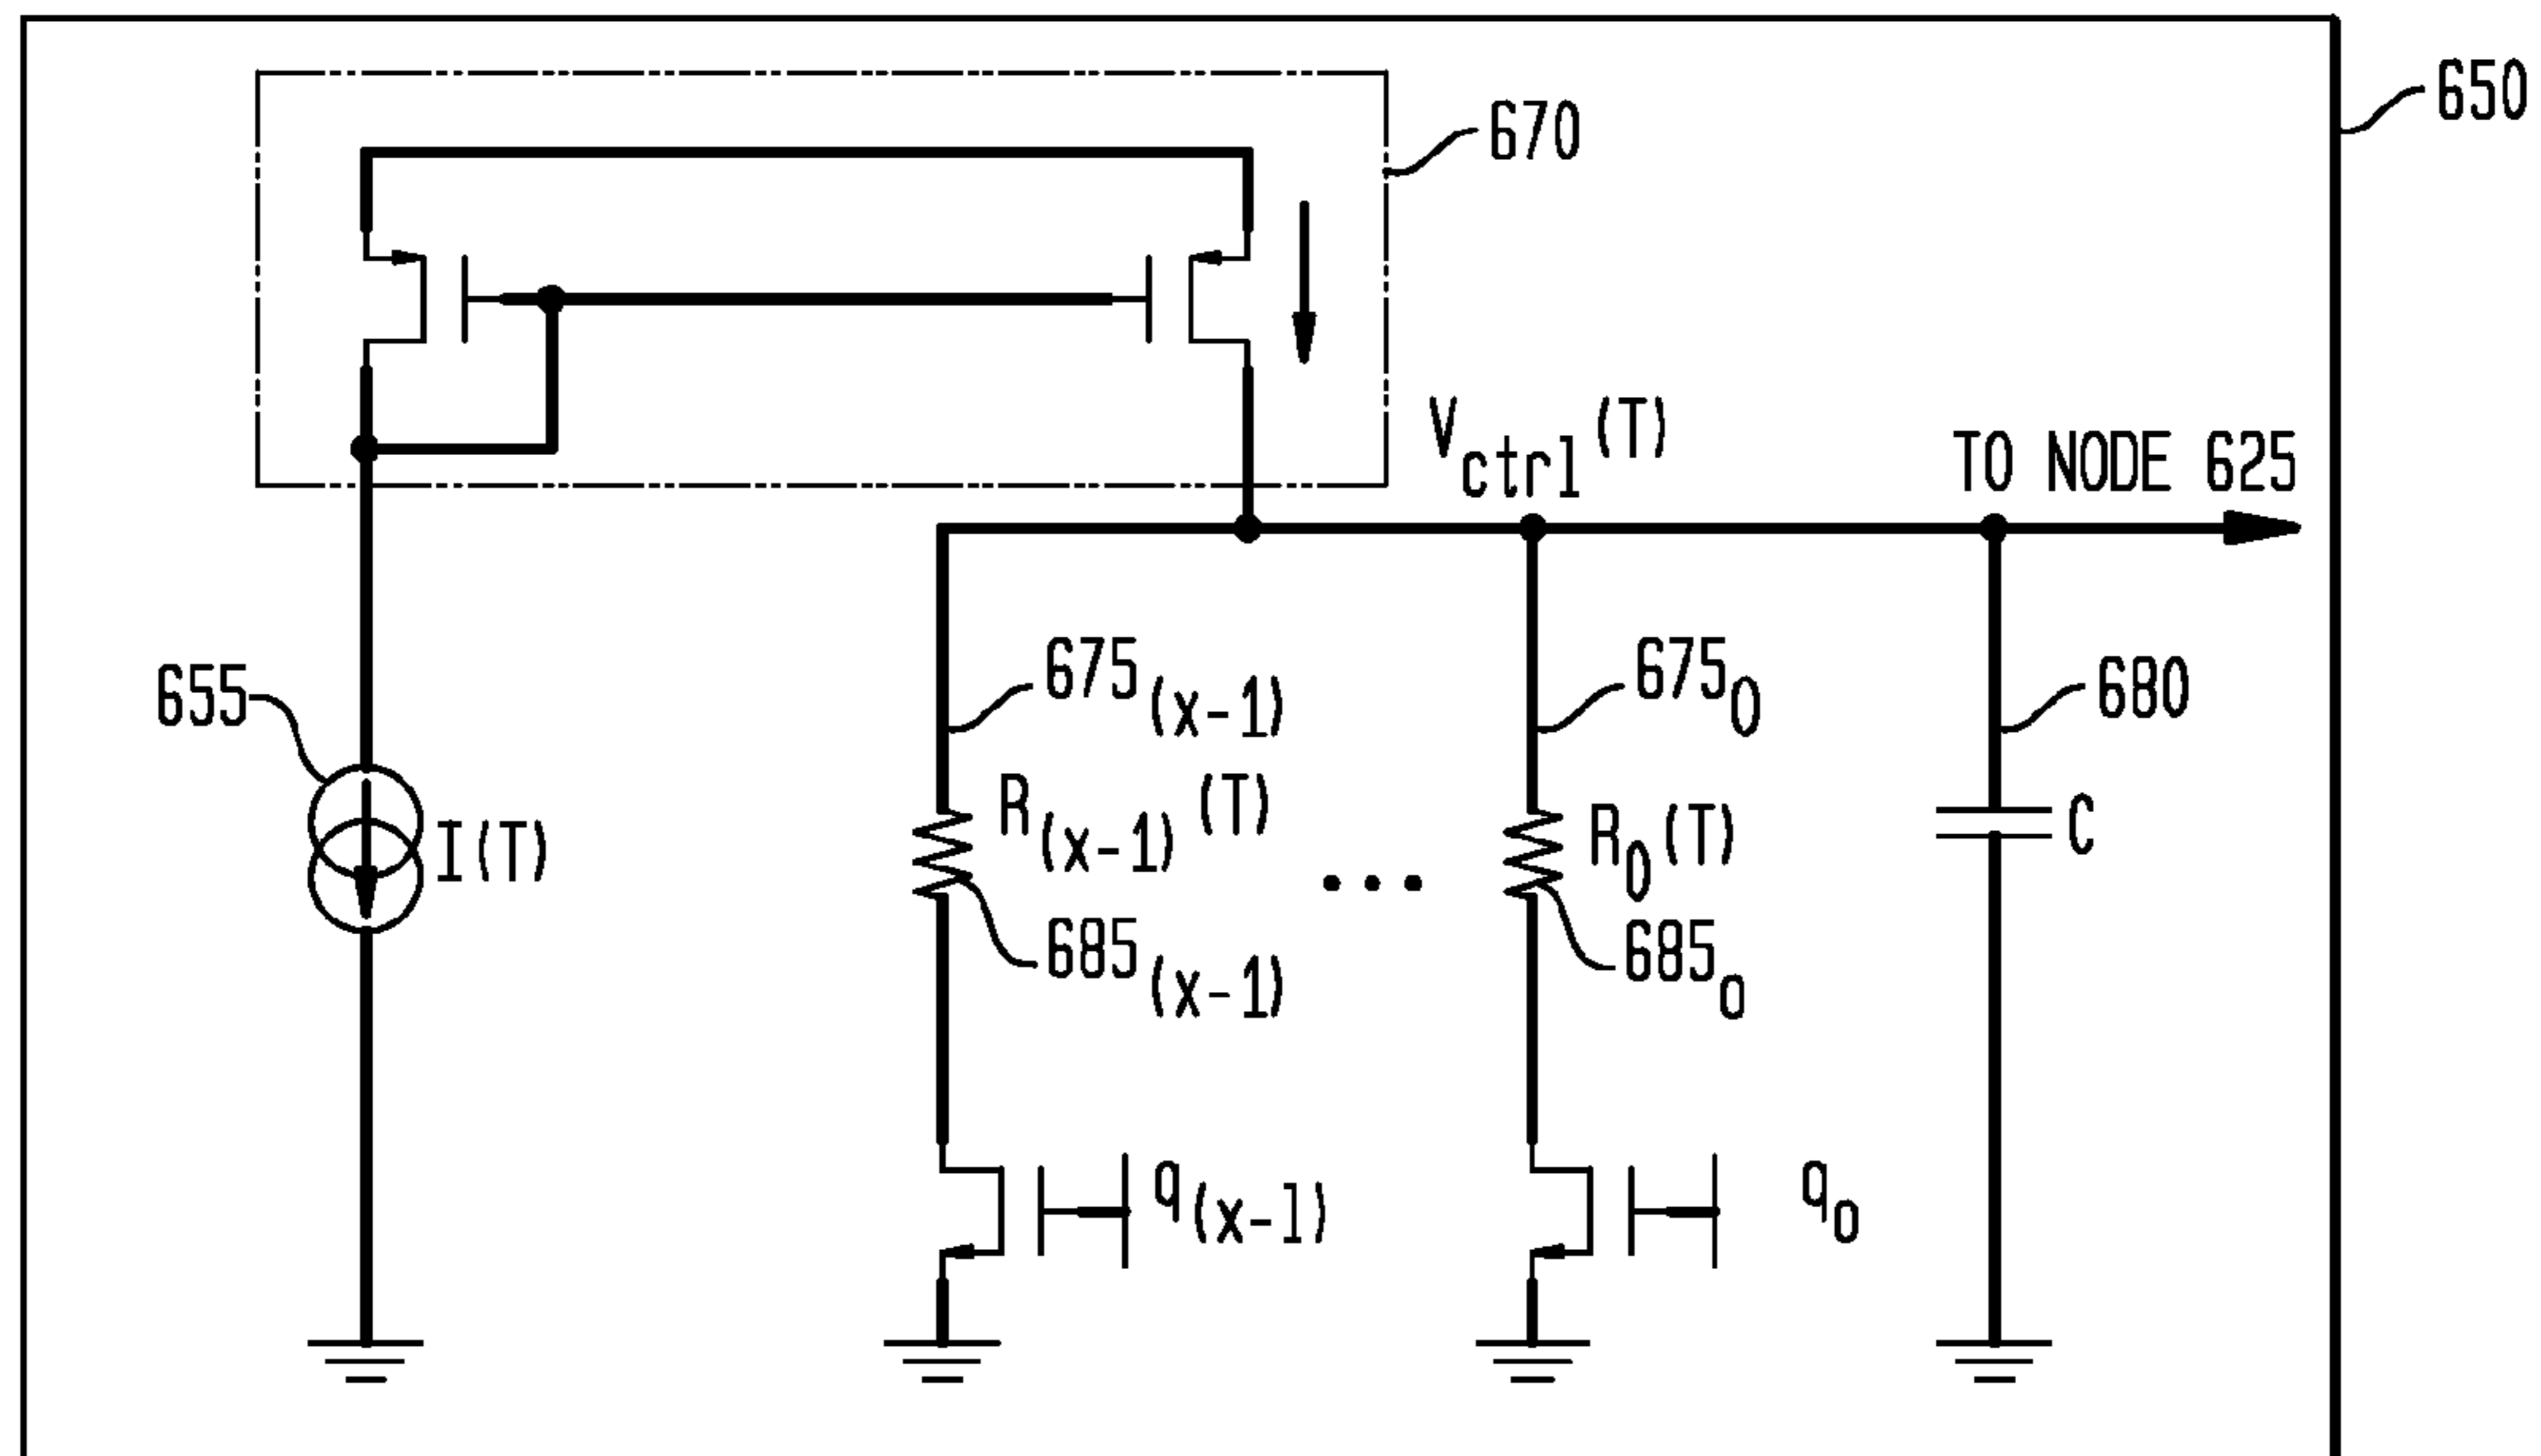 650
670
V_ctrl(T)
TO NODE 625
655
I(T)
675_(x-1)
R_(x-1)(T)
685_(x-1)
675_0
R_0(T)
685_0
680
C
q_(x-1)
q_0